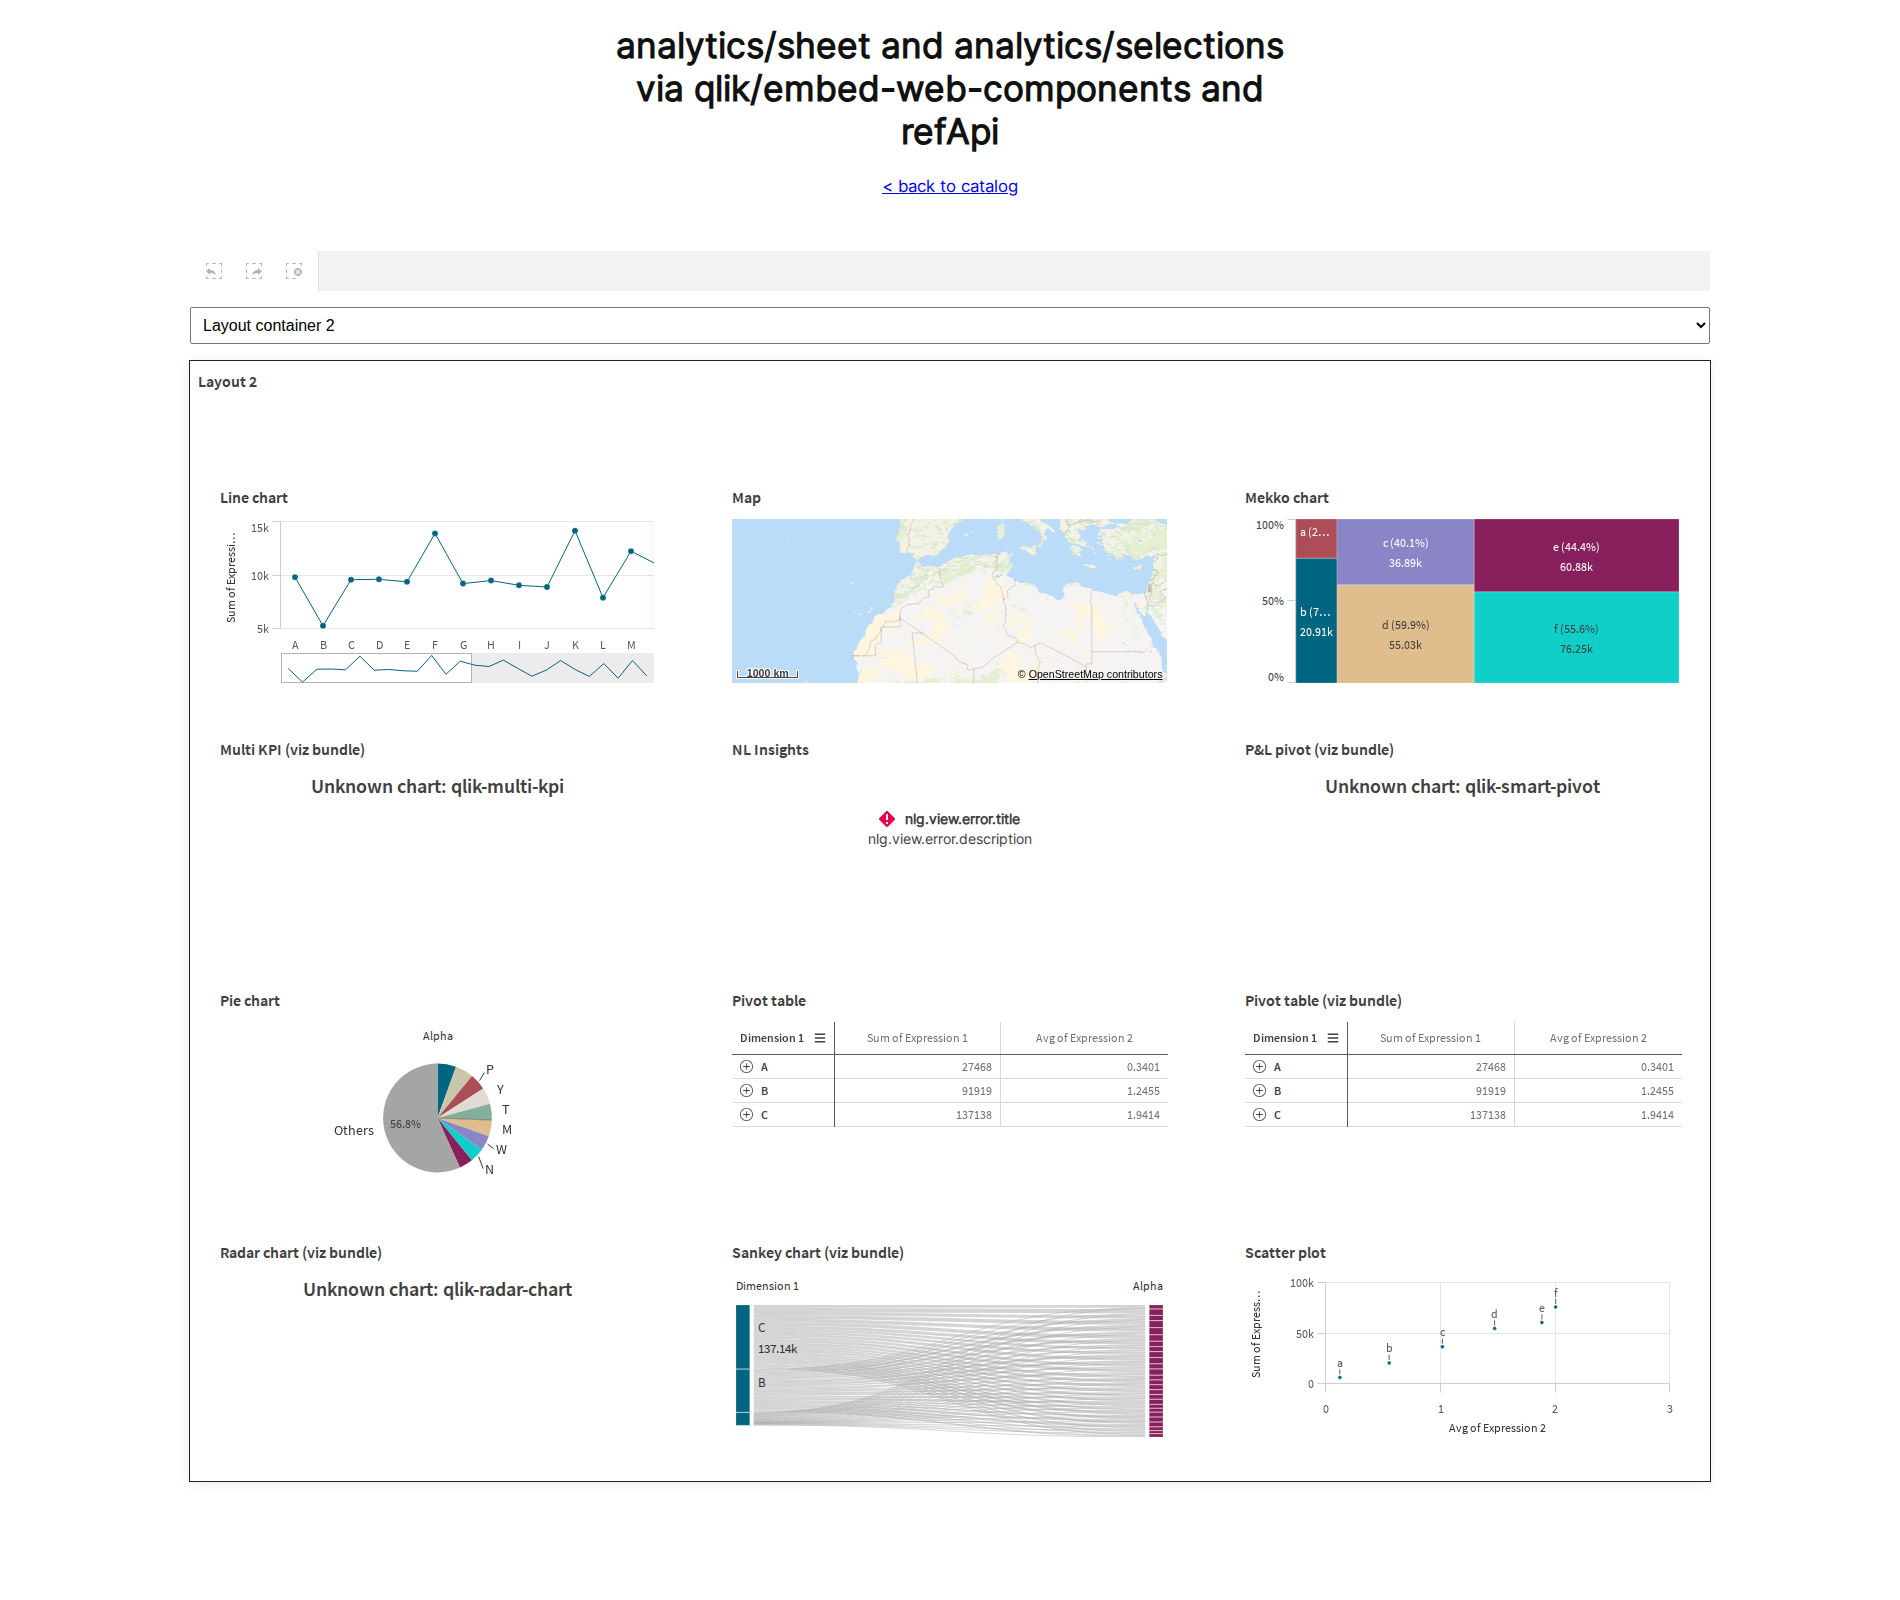 analytics/sheet and analytics/selections
via qlik/embed-web-components and
refApi
< back to catalog
Layout container 2
Layout 2
Line chart
Sum of Expressi...
15k
10k
5k
A B C D E F G H I J K L M
Map
1000 km
© OpenStreetMap contributors
Mekko chart
100%
50%
0%
a (2...
b (7...
20.91k
c (40.1%)
36.89k
d (59.9%)
55.03k
e (44.4%)
60.88k
f (55.6%)
76.25k
Multi KPI (viz bundle)
Unknown chart: qlik-multi-kpi
NL Insights
nlg.view.error.title
nlg.view.error.description
P&L pivot (viz bundle)
Unknown chart: qlik-smart-pivot
Pie chart
Alpha
P
Y
T
M
W
N
Others
56.8%
Pivot table
Dimension 1 Sum of Expression 1 Avg of Expression 2
A 27468 0.3401
B 91919 1.2455
C 137138 1.9414
Pivot table (viz bundle)
Dimension 1 Sum of Expression 1 Avg of Expression 2
A 27468 0.3401
B 91919 1.2455
C 137138 1.9414
Radar chart (viz bundle)
Unknown chart: qlik-radar-chart
Sankey chart (viz bundle)
Dimension 1 Alpha
C
137.14k
B
Scatter plot
Sum of Express...
100k
50k
0
a
b
c
d
e
f
0 1 2 3
Avg of Expression 2